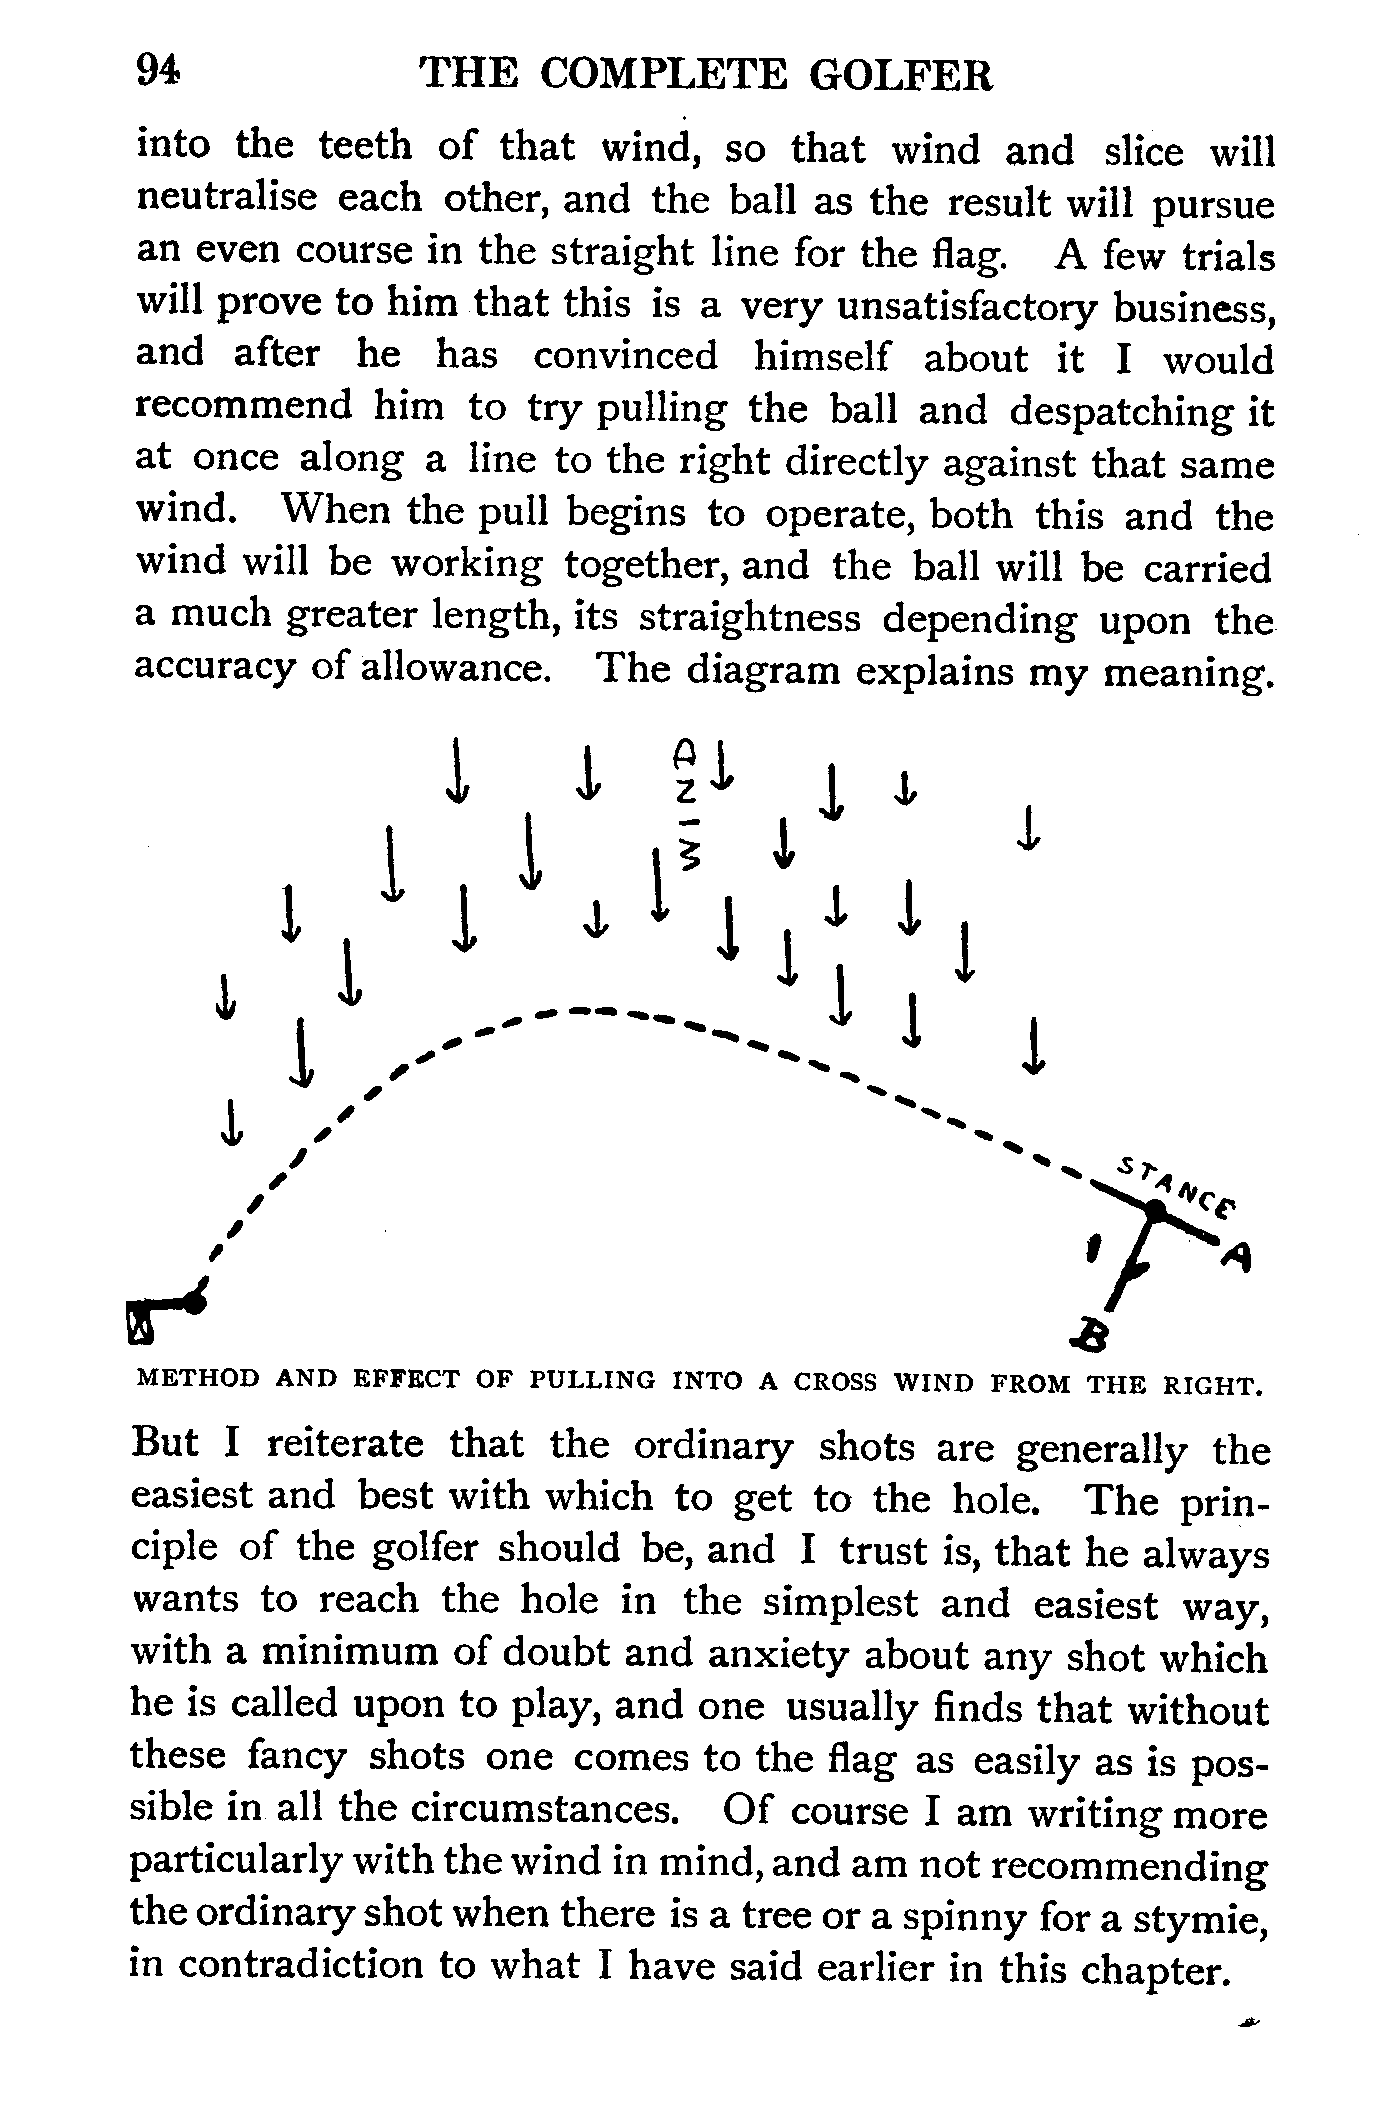 94 THE COMPLETE GOLFER
into the teeth of that wind, so that wind and slice will
neutralise each other, and the ball as the result will pursue
an even course in the straight line for the flag. A few trials
will prove to him that this is a very unsatisfactory business,
and after he has convinced himself about it I would
recommend him to try pulling the ball and despatching it
at once along a line to the right directly against that same
wind. When the pull begins to operate, both this and the
wind will be working together, and the ball will be carried
a much greater length, its straightness depending upon the
accuracy of allowance. The diagram explains my meaning.
WIND
STANCE
A
B
METHOD AND EFFECT OF PULLING INTO A CROSS WIND FROM THE RIGHT.
But I reiterate that the ordinary shots are generally the
easiest and best with which to get to the hole. The prin-
ciple of the golfer should be, and I trust is, that he always
wants to reach the hole in the simplest and easiest way,
with a minimum of doubt and anxiety about any shot which
he is called upon to play, and one usually finds that without
these fancy shots one comes to the flag as easily as is pos-
sible in all the circumstances. Of course I am writing more
particularly with the wind in mind, and am not recommending
the ordinary shot when there is a tree or a spinny for a stymie,
in contradiction to what I have said earlier in this chapter.